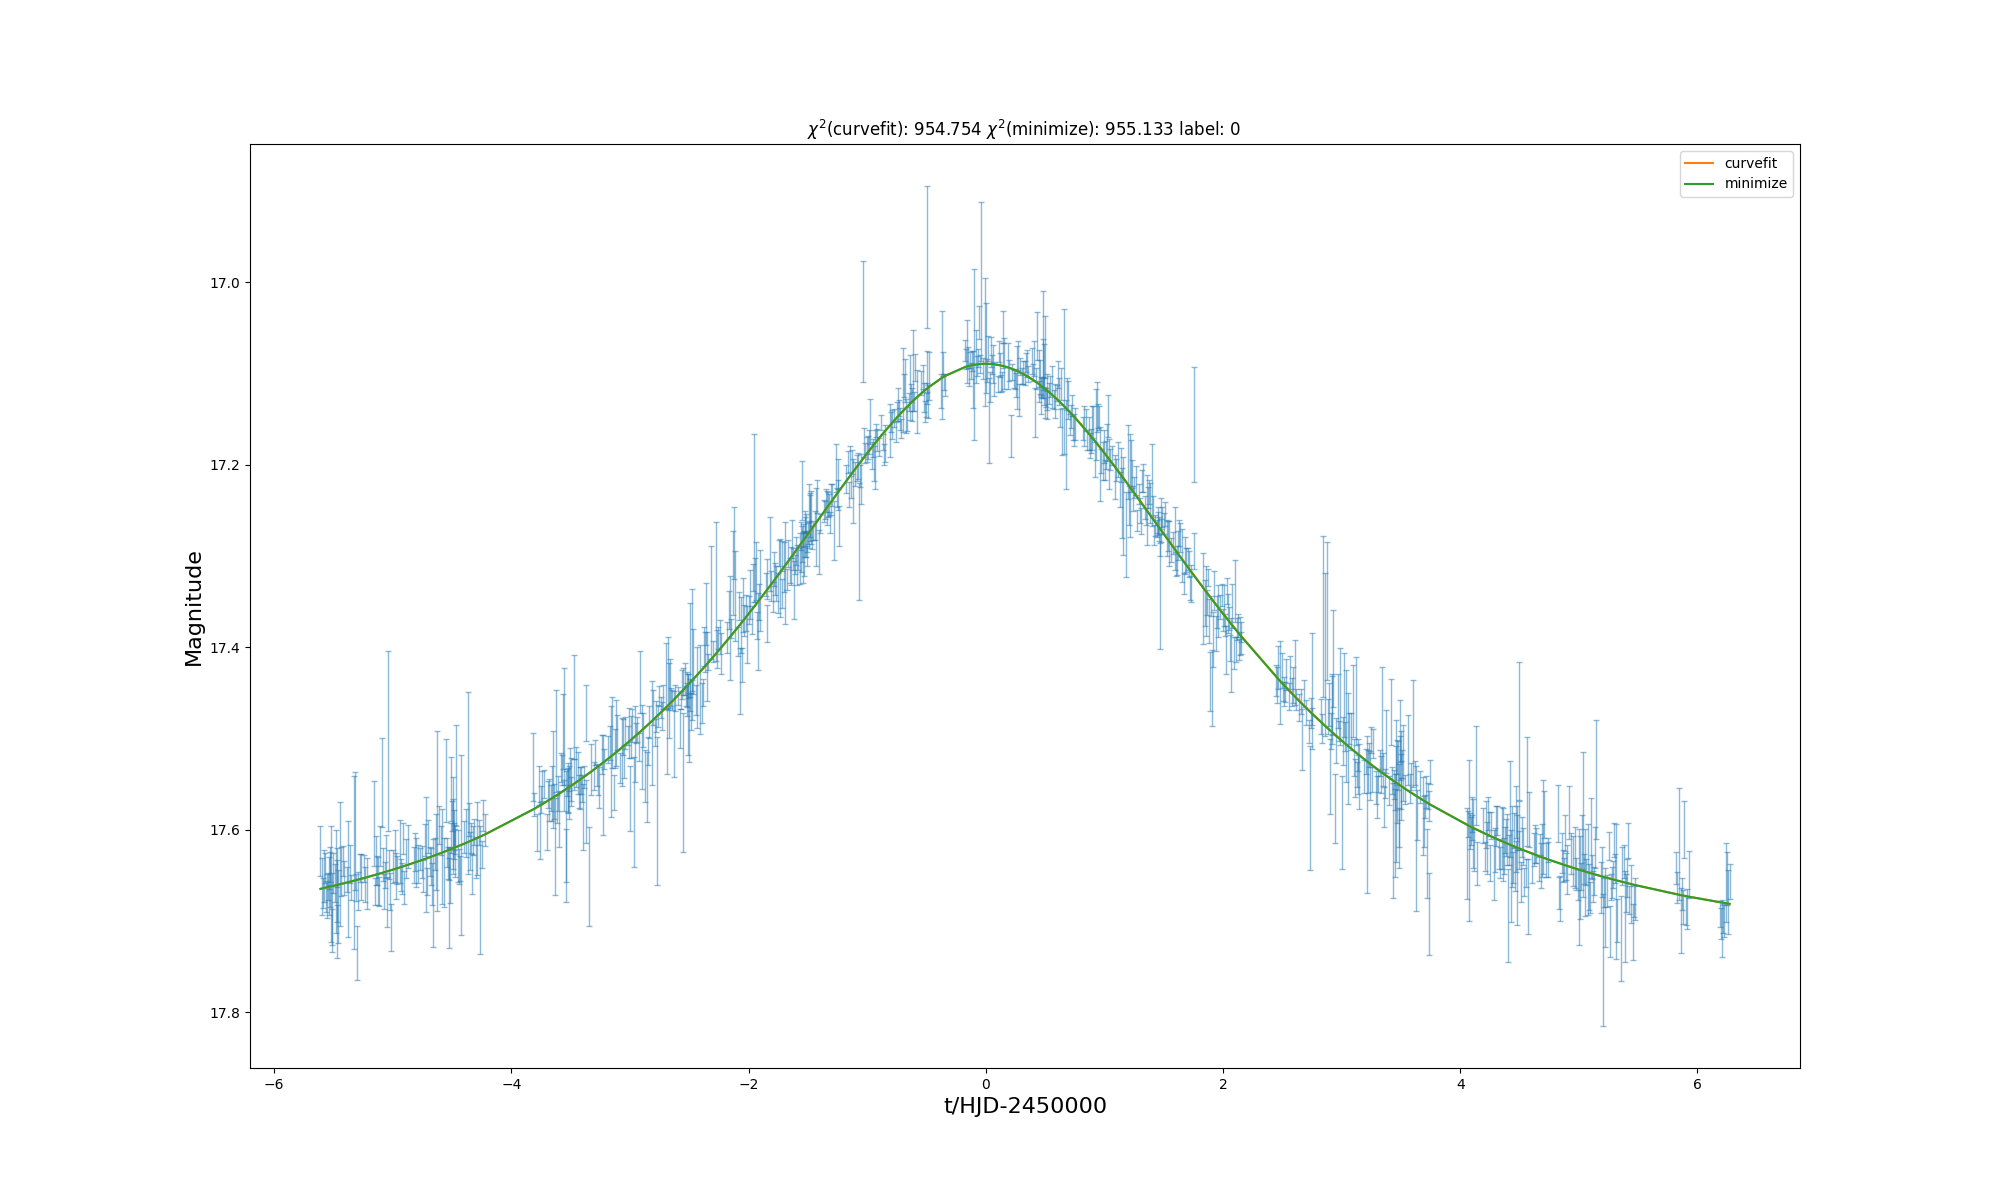 χ²(curvefit): 954.754 χ²(minimize): 955.133 label: 0
curvefit
minimize
Magnitude
17.0
17.2
17.4
17.6
17.8
−6
−4
−2
0
2
4
6
t/HJD-2450000